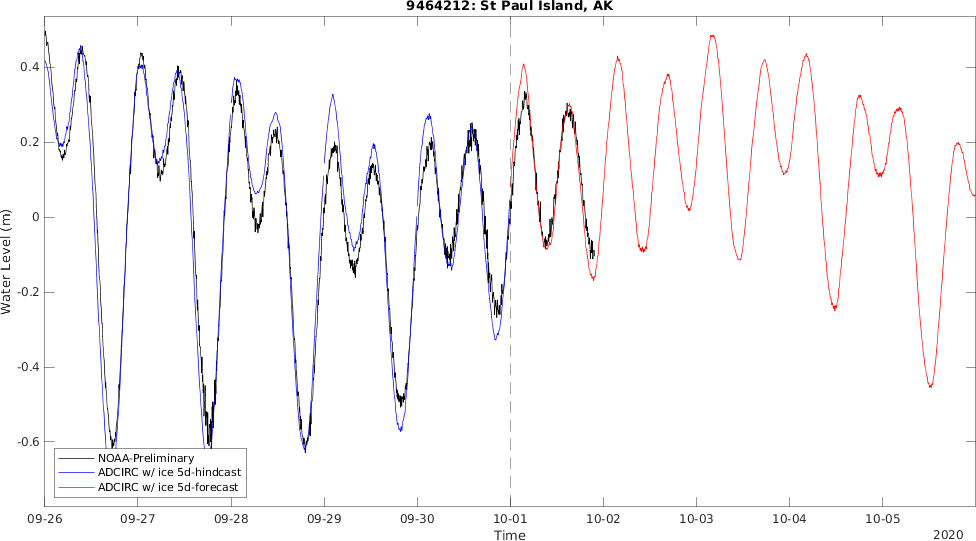 9464212: St Paul Island, AK
Water Level (m)
0.4
0.2
0
-0.2
-0.4
-0.6
NOAA-Preliminary
ADCIRC w/ ice 5d-hindcast
ADCIRC w/ ice 5d-forecast
09-26 09-27 09-28 09-29 09-30 10-01 10-02 10-03 10-04 10-05
Time
2020